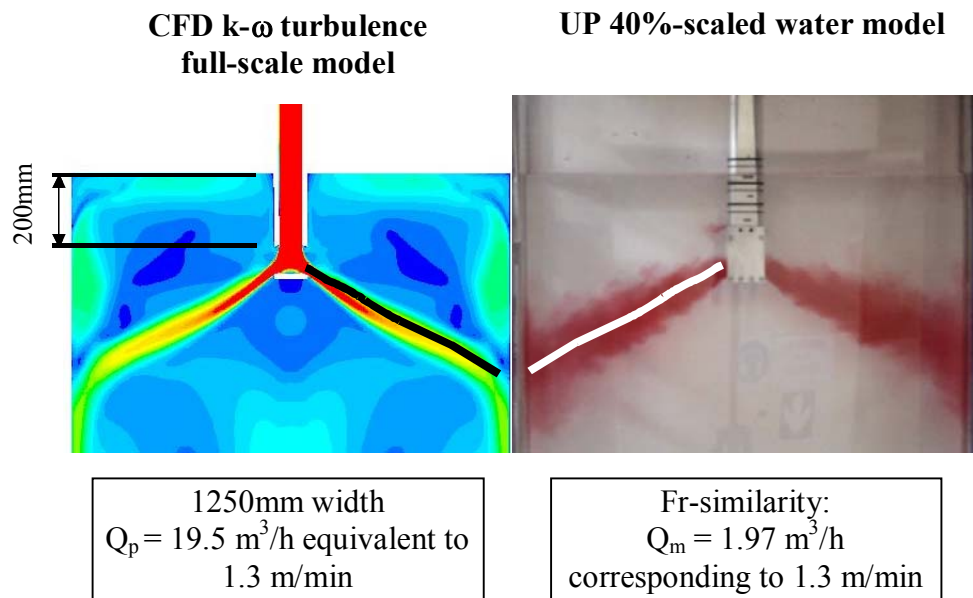 CFD k-ω turbulence
full-scale model
UP 40%-scaled water model
200mm
1250mm width
Qp = 19.5 m³/h equivalent to
1.3 m/min
Fr-similarity:
Qm = 1.97 m³/h
corresponding to 1.3 m/min